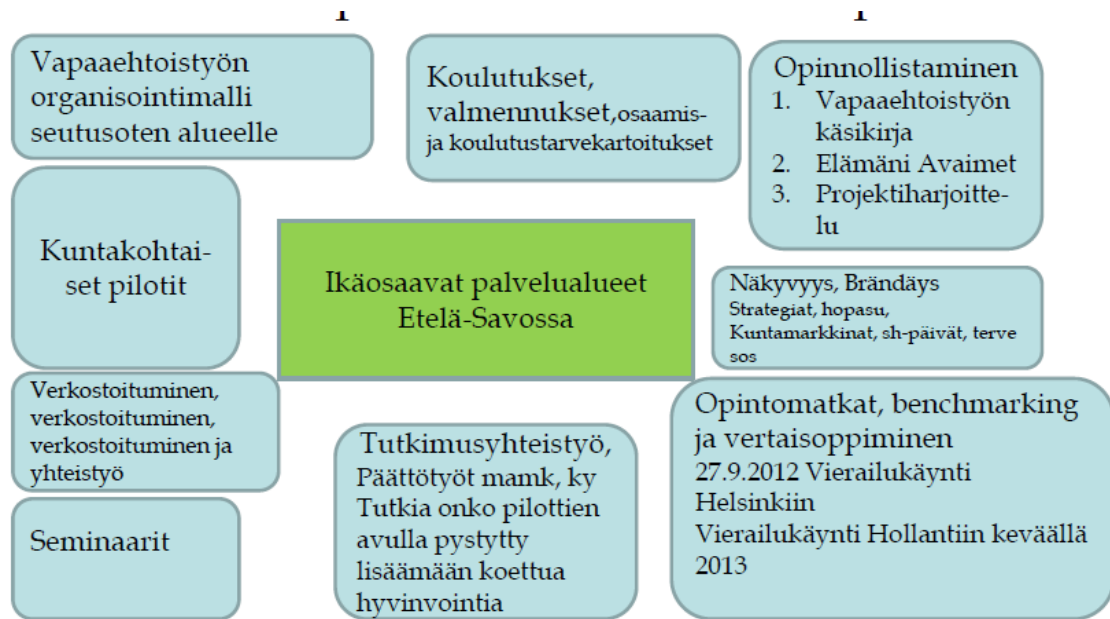 Vapaaehtoistyön
organisointimalli
seutusoten alueelle
Koulutukset,
valmennukset,osaamis-
ja koulutustarvekartoitukset
Opinnollistaminen
1. Vapaaehtoistyön
käsikirja
2. Elämäni Avaimet
3. Projektiharjoitte-
lu
Kuntakohtai-
set pilotit
Ikäosaavat palvelualueet
Etelä-Savossa
Näkyvyys, Brändäys
Strategiat, hopasu,
Kuntamarkkinat, sh-päivät, terve
sos
Verkostoituminen,
verkostoituminen,
verkostoituminen ja
yhteistyö
Tutkimusyhteistyö,
Päättötyöt mamk, ky
Tutkia onko pilottien
avulla pystytty
lisäämään koettua
hyvinvointia
Opintomatkat, benchmarking
ja vertaisoppiminen
27.9.2012 Vierailukäynti
Helsinkiin
Vierailukäynti Hollantiin keväällä
2013
Seminaarit